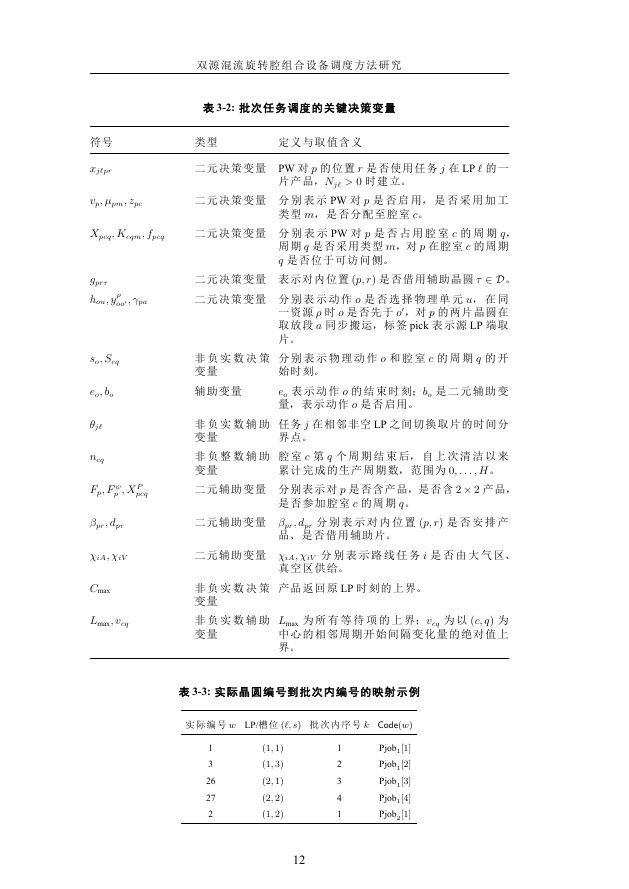 双源混流旋转腔组合设备调度方法研究
表 3-2: 批次任务调度的关键决策变量
符号 类型 定义与取值含义
x_{jℓpr} 二元决策变量 PW 对 p 的位置 r 是否使用任务 j 在 LP ℓ 的一
片产品，N_{jℓ} > 0 时建立。
v_p, μ_{pm}, z_{pc} 二元决策变量 分别表示 PW 对 p 是否启用，是否采用加工
类型 m，是否分配至腔室 c。
X_{pcq}, K_{cqm}, f_{pcq} 二元决策变量 分别表示 PW 对 p 是否占用腔室 c 的周期 q，
周期 q 是否采用类型 m，对 p 在腔室 c 的周期
q 是否位于可访问侧。
g_{prτ} 二元决策变量 表示对内位置 (p, r) 是否借用辅助晶圆 τ ∈ 𝒟。
h_{ou}, y^ρ_{oo′}, γ_{pa} 二元决策变量 分别表示动作 o 是否选择物理单元 u，在同
一资源 ρ 时 o 是否先于 o′，对 p 的两片晶圆在
取放段 a 同步搬运，标签 pick 表示源 LP 端取
片。
s_o, S_{cq} 非负实数决策 分别表示物理动作 o 和腔室 c 的周期 q 的开
变量 始时刻。
e_o, b_o 辅助变量 e_o 表示动作 o 的结束时刻；b_o 是二元辅助变
量，表示动作 o 是否启用。
θ_{jℓ} 非负实数辅助 任务 j 在相邻非空 LP 之间切换取片的时间分
变量 界点。
n_{cq} 非负整数辅助 腔室 c 第 q 个周期结束后，自上次清洁以来
变量 累计完成的生产周期数，范围为 0, . . . , H。
F_p, F_p^ψ, X_{pcq}^F 二元辅助变量 分别表示对 p 是否含产品，是否含 2 × 2 产品，
是否参加腔室 c 的周期 q。
β_{pr}, d_{pr} 二元辅助变量 β_{pr}, d_{pr} 分别表示对内位置 (p, r) 是否安排产
品、是否借用辅助片。
χ_{iA}, χ_{iV} 二元辅助变量 χ_{iA}, χ_{iV} 分别表示路线任务 i 是否由大气区、
真空区供给。
C_{max} 非负实数决策 产品返回原 LP 时刻的上界。
变量
L_{max}, v_{cq} 非负实数辅助 L_{max} 为所有等待项的上界；v_{cq} 为以 (c, q) 为
变量 中心的相邻周期开始间隔变化量的绝对值上
界。
表 3-3: 实际晶圆编号到批次内编号的映射示例
实际编号 w LP/槽位 (ℓ, s) 批次内序号 k Code(w)
1 (1, 1) 1 Pjob_1[1]
3 (1, 3) 2 Pjob_1[2]
26 (2, 1) 3 Pjob_1[3]
27 (2, 2) 4 Pjob_1[4]
2 (1, 2) 1 Pjob_2[1]
12